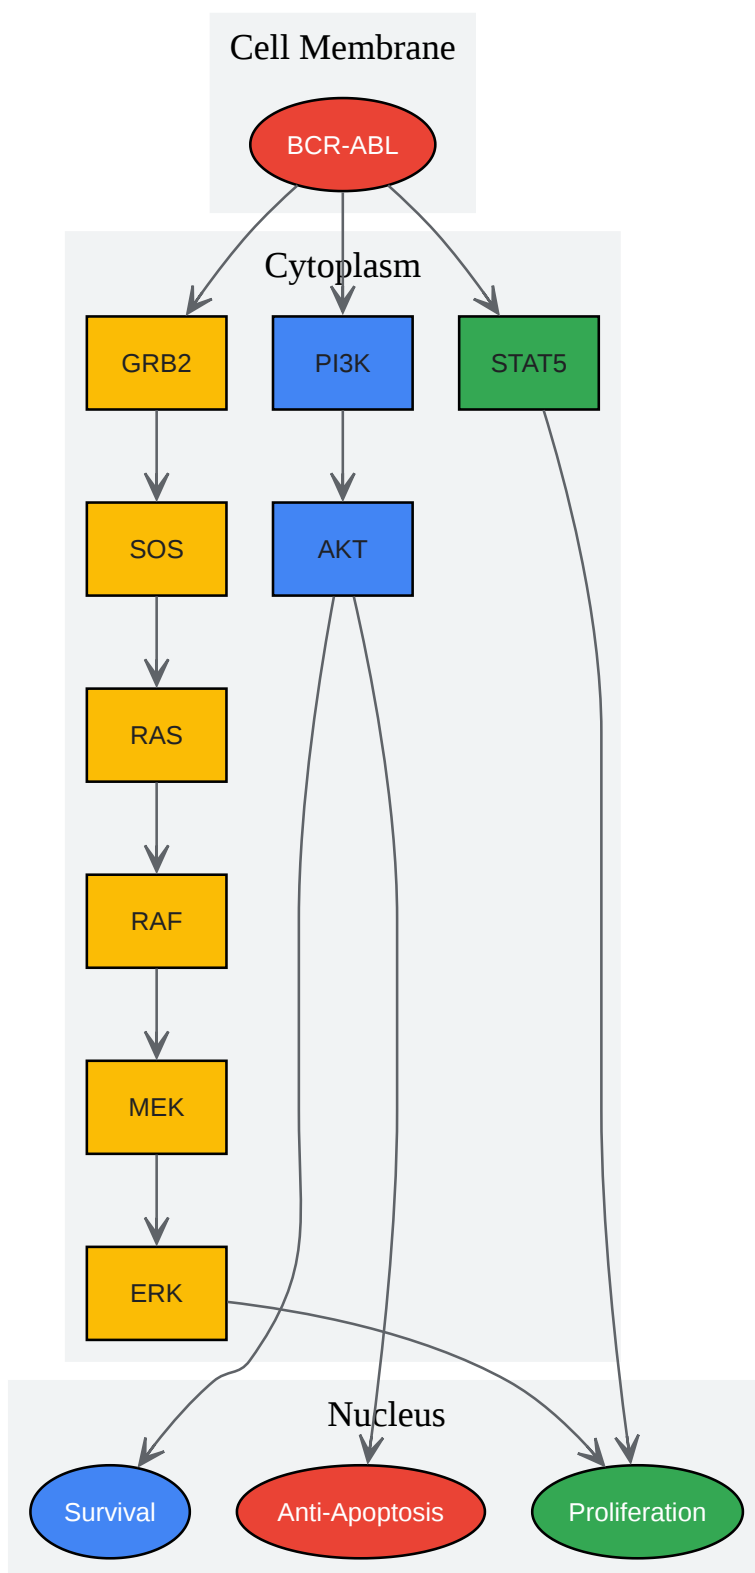 Cell Membrane
BCR-ABL
Cytoplasm
GRB2
PI3K
STAT5
SOS
AKT
RAS
RAF
MEK
ERK
Nucleus
Survival
Anti-Apoptosis
Proliferation